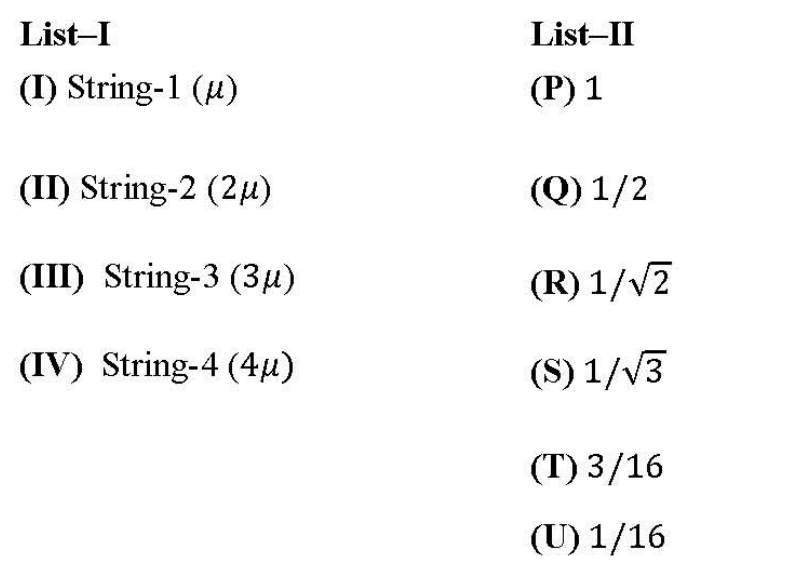 List–I List–II
(I) String-1 (μ) (P) 1
(II) String-2 (2μ) (Q) 1/2
(III) String-3 (3μ) (R) 1/√2
(IV) String-4 (4μ) (S) 1/√3
(T) 3/16
(U) 1/16